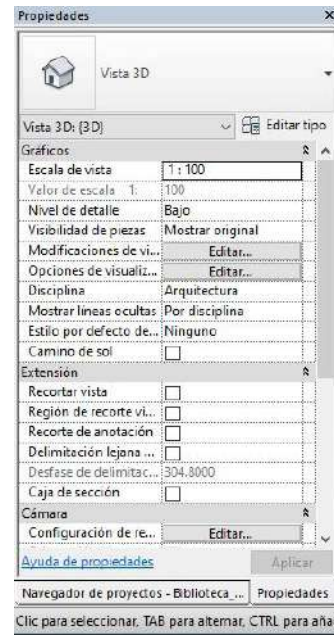 Propiedades ×
Vista 3D
Vista 3D: {3D} Editar tipo
Gráficos
Escala de vista 1 : 100
Valor de escala 1: 100
Nivel de detalle Bajo
Visibilidad de piezas Mostrar original
Modificaciones de vi... Editar...
Opciones de visualiz... Editar...
Disciplina Arquitectura
Mostrar líneas ocultas Por disciplina
Estilo por defecto de... Ninguno
Camino de sol
Extensión
Recortar vista
Región de recorte vi...
Recorte de anotación
Delimitación lejana ...
Desfase de delimitac... 304.8000
Caja de sección
Cámara
Configuración de re... Editar...
Ayuda de propiedades Aplicar
Navegador de proyectos - Biblioteca_... Propiedades
Clic para seleccionar, TAB para alternar, CTRL para aña